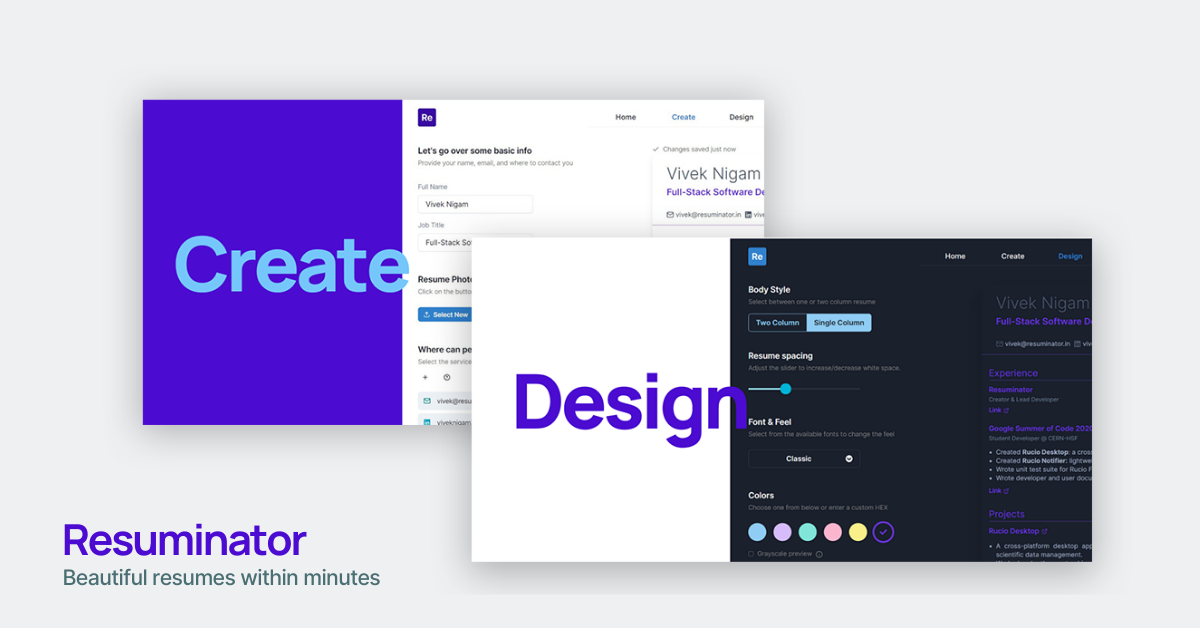 Create
Re
Home Create Design
Let's go over some basic info
Provide your name, email, and where to contact you
Full Name
Vivek Nigam
Job Title
Full-Stack So
Resume Phot
Click on the butto
Select New
Where can pe
Select the service
vivek@resu
viveknigam
Changes saved just now
Vivek Nigam
Full-Stack Software De
vivek@resuminator.in vive
Design
Re
Home Create Design
Body Style
Select between one or two column resume
Two Column Single Column
Resume spacing
Adjust the slider to increase/decrease white space.
Font & Feel
Select from the available fonts to change the feel
Classic
Colors
Choose one from below or enter a custom HEX
Grayscale preview
Vivek Nigam
Full-Stack Software D
vivek@resuminator.in viv
Experience
Resuminator
Creator & Lead Developer
Link
Google Summer of Code 2020
Student Developer @ CERN-HSF
• Created Rucio Desktop: a cros
• Created Rucio Notifier: lightwe
• Wrote unit test suite for Rucio F
• Wrote developer and user docu
Link
Projects
Rucio Desktop
• A cross-platform desktop app
scientific data management.
Resuminator
Beautiful resumes within minutes